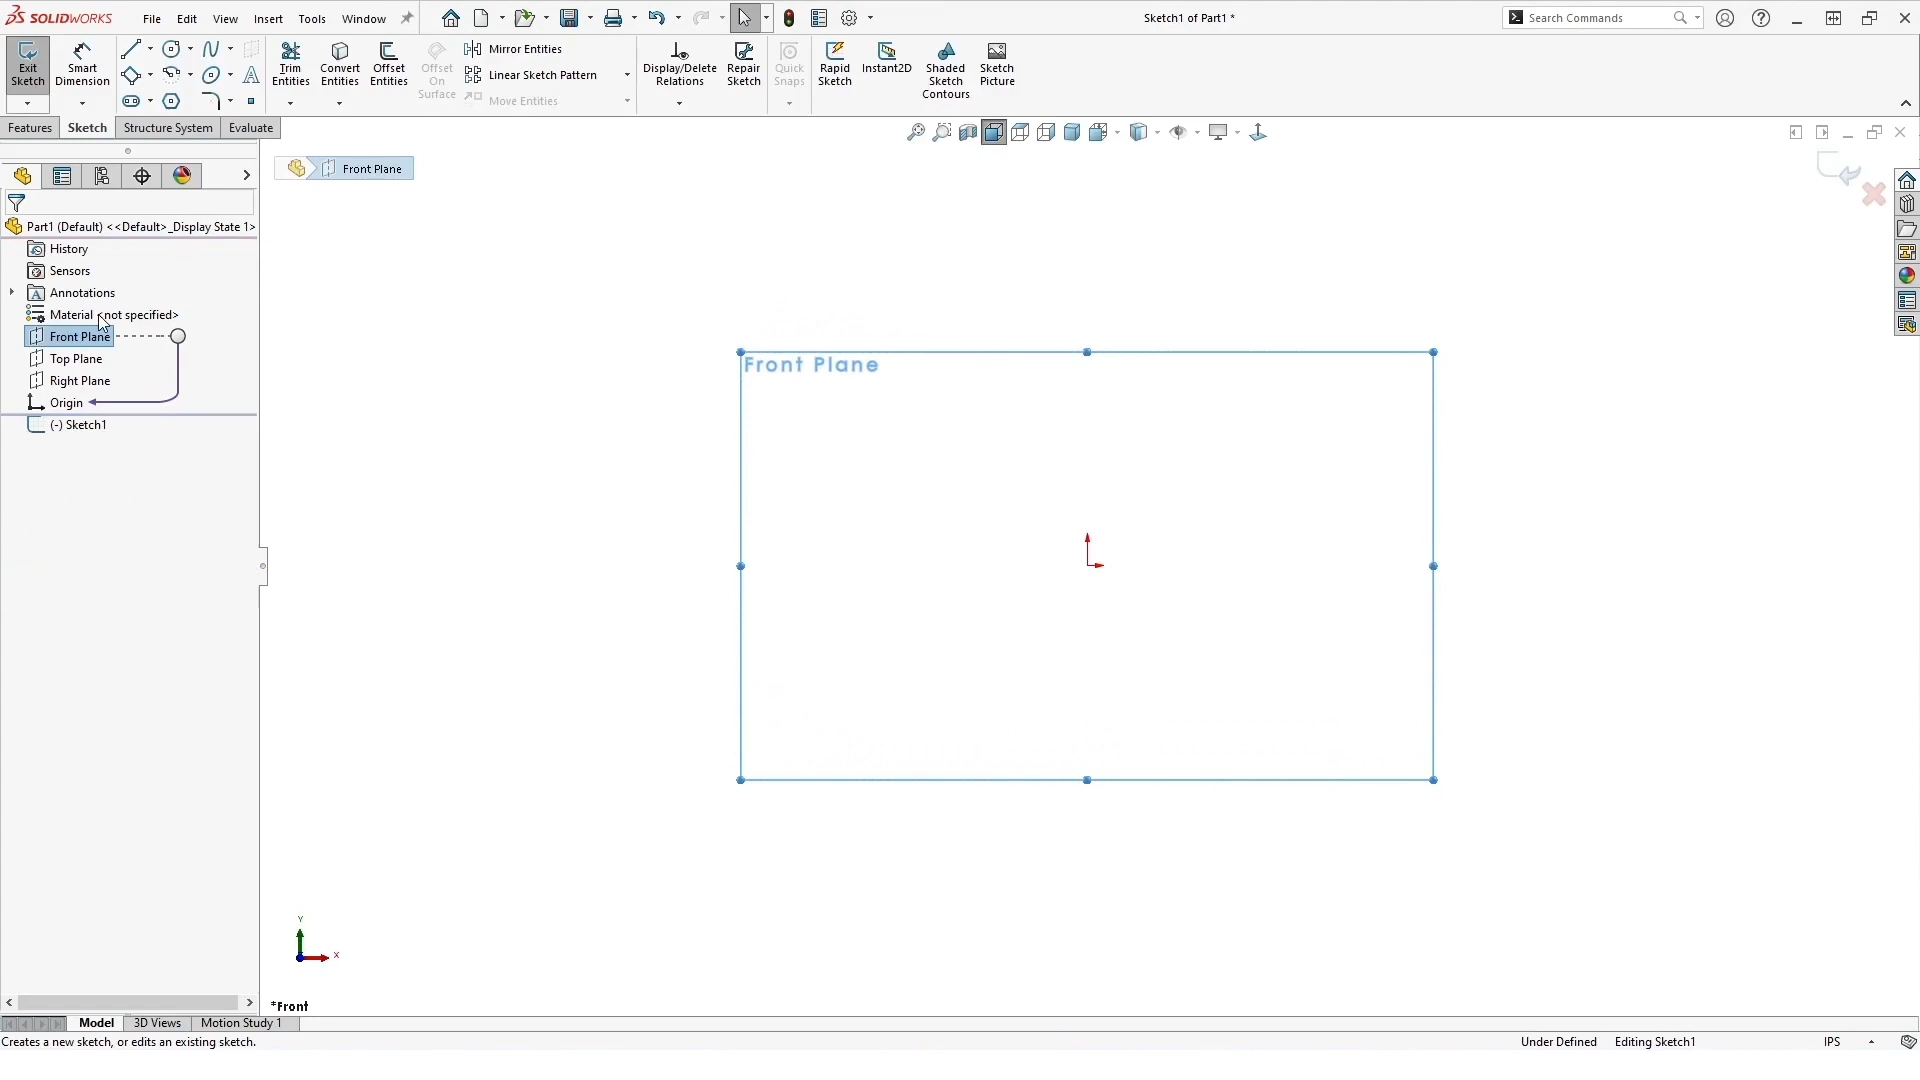 SOLIDWORKS File Edit View Insert Tools Window Sketch1 of Part1 * Search Commands
Exit Sketch
Smart Dimension
Trim Entities
Convert Entities
Offset Entities
Offset On Surface
Mirror Entities
Linear Sketch Pattern
Move Entities
Display/Delete Relations
Repair Sketch
Quick Snaps
Rapid Sketch
Instant2D
Shaded Sketch Contours
Sketch Picture
Features Sketch Structure System Evaluate
Front Plane
Part1 (Default) <<Default>_Display State 1>
History
Sensors
Annotations
Material <not specified>
Front Plane
Top Plane
Right Plane
Origin
(-) Sketch1
Front Plane
Y
X
*Front
Model 3D Views Motion Study 1
Creates a new sketch, or edits an existing sketch. Under Defined Editing Sketch1 IPS